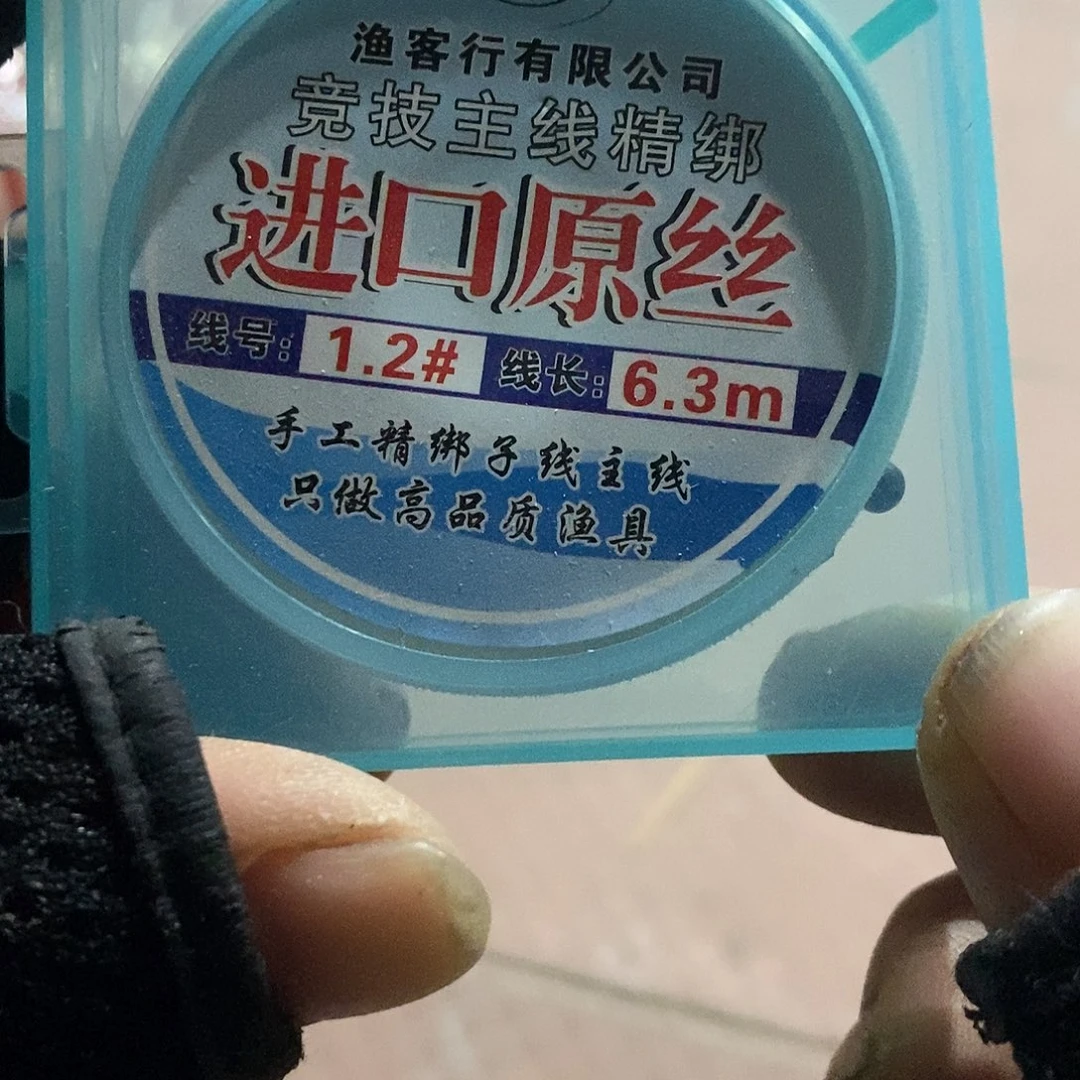 渔客行有限公司
竞技主线精绑
进口原丝
线号: 1.2# 线长: 6.3m
手工精绑子线主线
只做高品质渔具